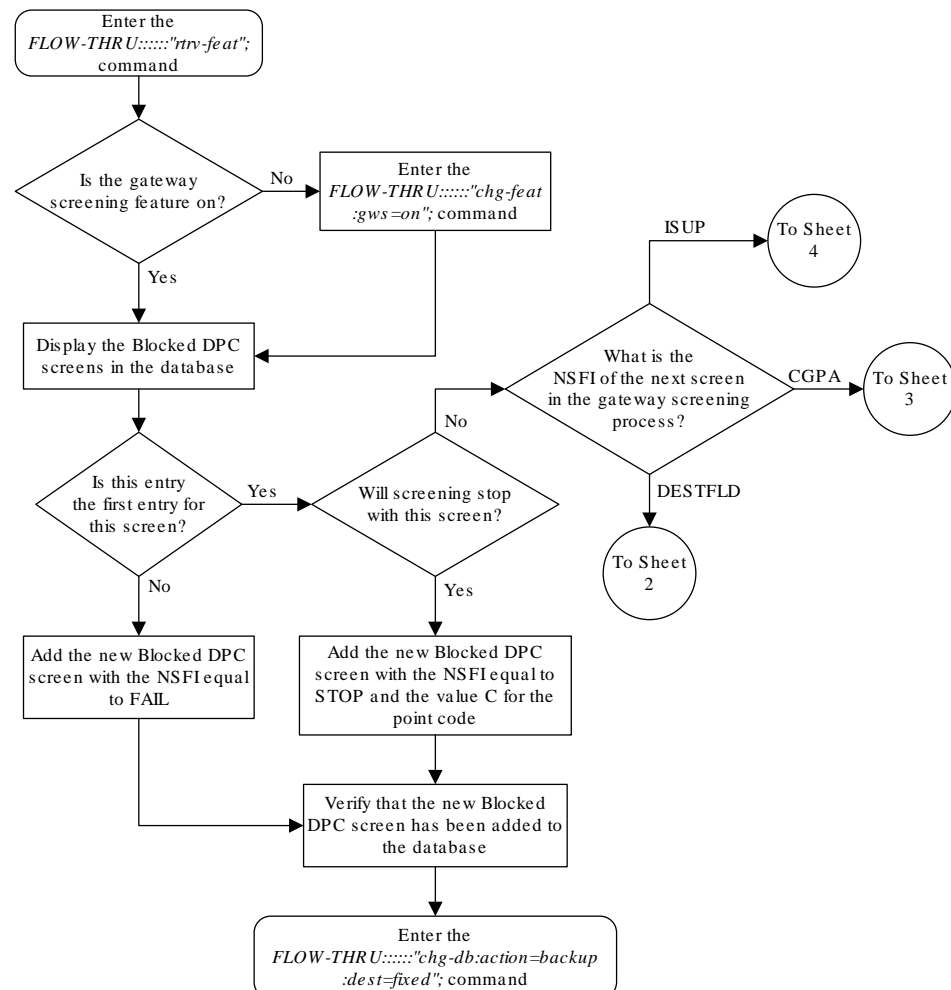 Enter the
FLOW-THRU::::::"rtrv-feat";
command
Is the gateway
screening feature on?
No
Enter the
FLOW-THRU::::::"chg-feat
:gws=on"; command
Yes
Display the Blocked DPC
screens in the database
ISUP
To Sheet
4
What is the
NSFI of the next screen
in the gateway screening
process?
CGPA
To Sheet
3
DESTFLD
To Sheet
2
Is this entry
the first entry for
this screen?
Yes
Will screening stop
with this screen?
No
No
Yes
Add the new Blocked DPC
screen with the NSFI equal
to FAIL
Add the new Blocked DPC
screen with the NSFI equal to
STOP and the value C for the
point code
Verify that the new Blocked
DPC screen has been added to
the database
Enter the
FLOW-THRU::::::"chg-db:action=backup
:dest=fixed"; command